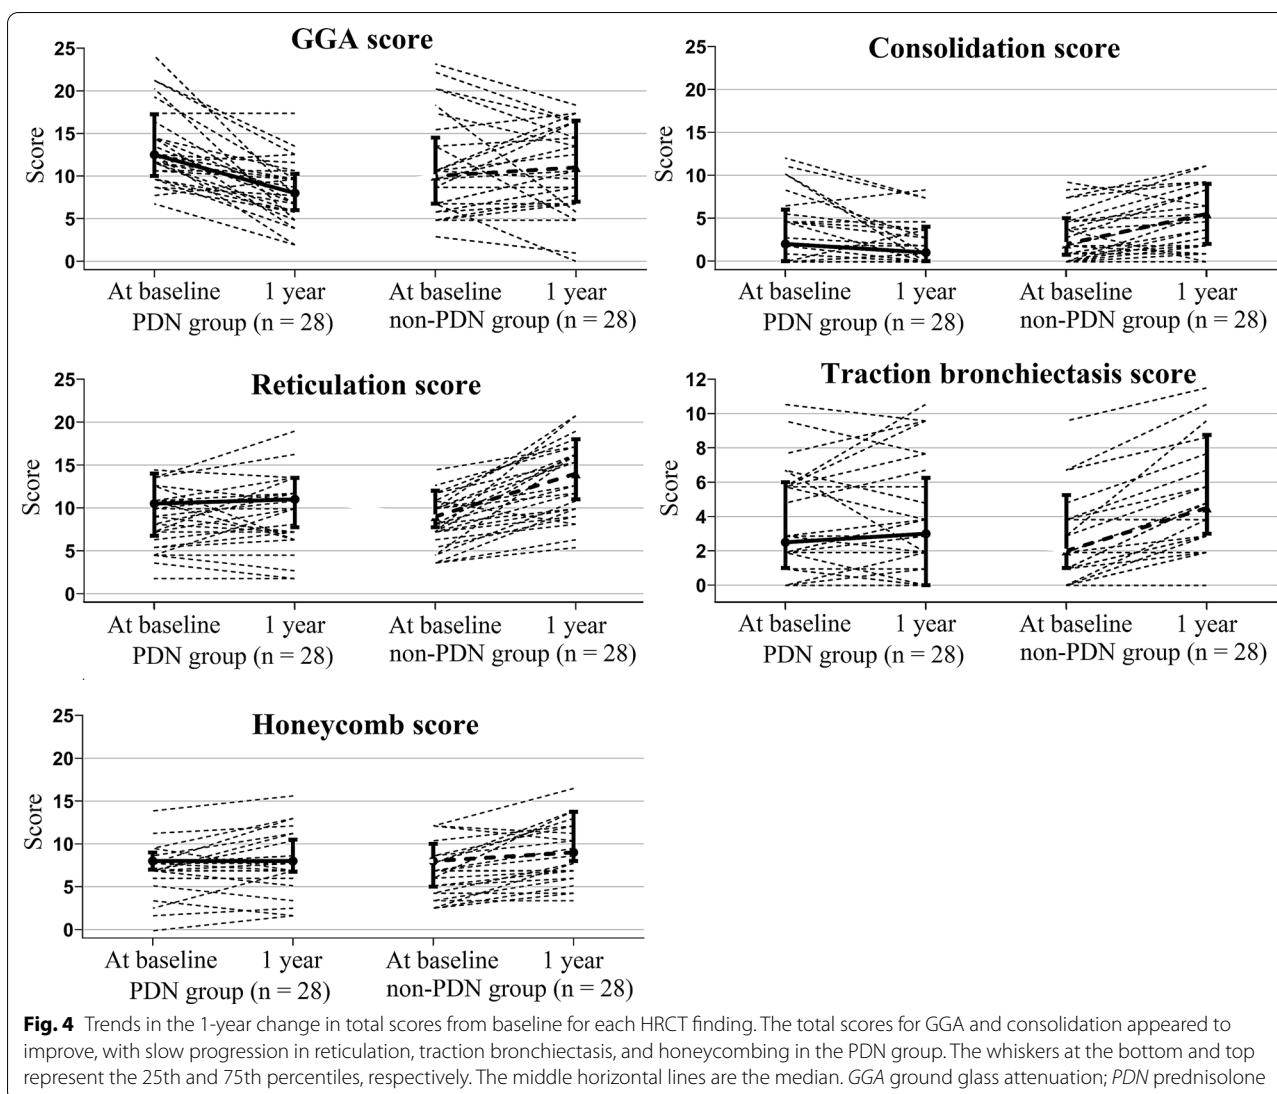 GGA score
25
20
15
10
5
0
Score
At baseline 1 year At baseline 1 year
PDN group (n = 28) non-PDN group (n = 28)
Consolidation score
25
20
15
10
5
0
Score
At baseline 1 year At baseline 1 year
PDN group (n = 28) non-PDN group (n = 28)
Reticulation score
25
20
15
10
5
0
Score
At baseline 1 year At baseline 1 year
PDN group (n = 28) non-PDN group (n = 28)
Traction bronchiectasis score
12
10
8
6
4
2
0
Score
At baseline 1 year At baseline 1 year
PDN group (n = 28) non-PDN group (n = 28)
Honeycomb score
25
20
15
10
5
0
Score
At baseline 1 year At baseline 1 year
PDN group (n = 28) non-PDN group (n = 28)
Fig. 4 Trends in the 1-year change in total scores from baseline for each HRCT finding. The total scores for GGA and consolidation appeared to
improve, with slow progression in reticulation, traction bronchiectasis, and honeycombing in the PDN group. The whiskers at the bottom and top
represent the 25th and 75th percentiles, respectively. The middle horizontal lines are the median. GGA ground glass attenuation; PDN prednisolone